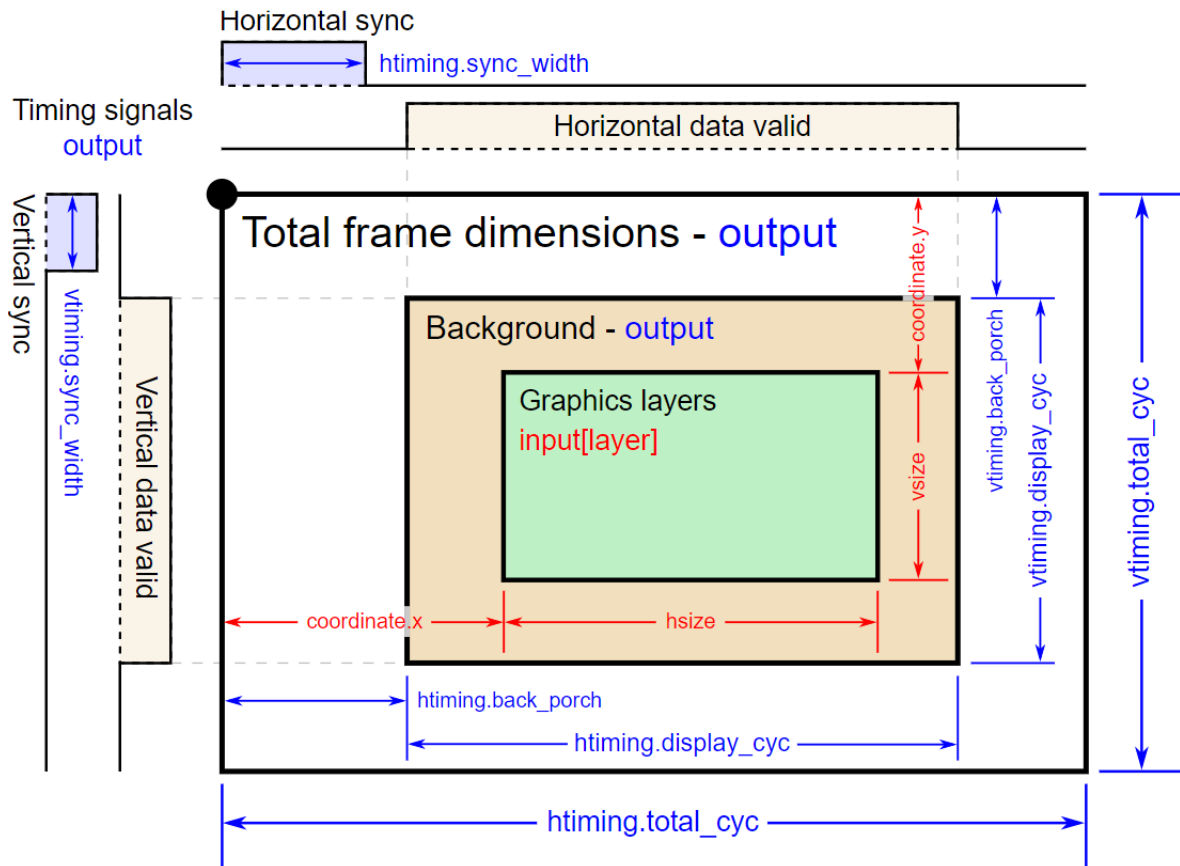 Horizontal sync
htiming.sync_width
Timing signals
output
Horizontal data valid
Vertical sync
vtiming.sync_width
Vertical data valid
Total frame dimensions - output
coordinate.y
vtiming.back_porch
Background - output
Graphics layers
input[layer]
vsize
vtiming.display_cyc
vtiming.total_cyc
coordinate.x
hsize
htiming.back_porch
htiming.display_cyc
htiming.total_cyc